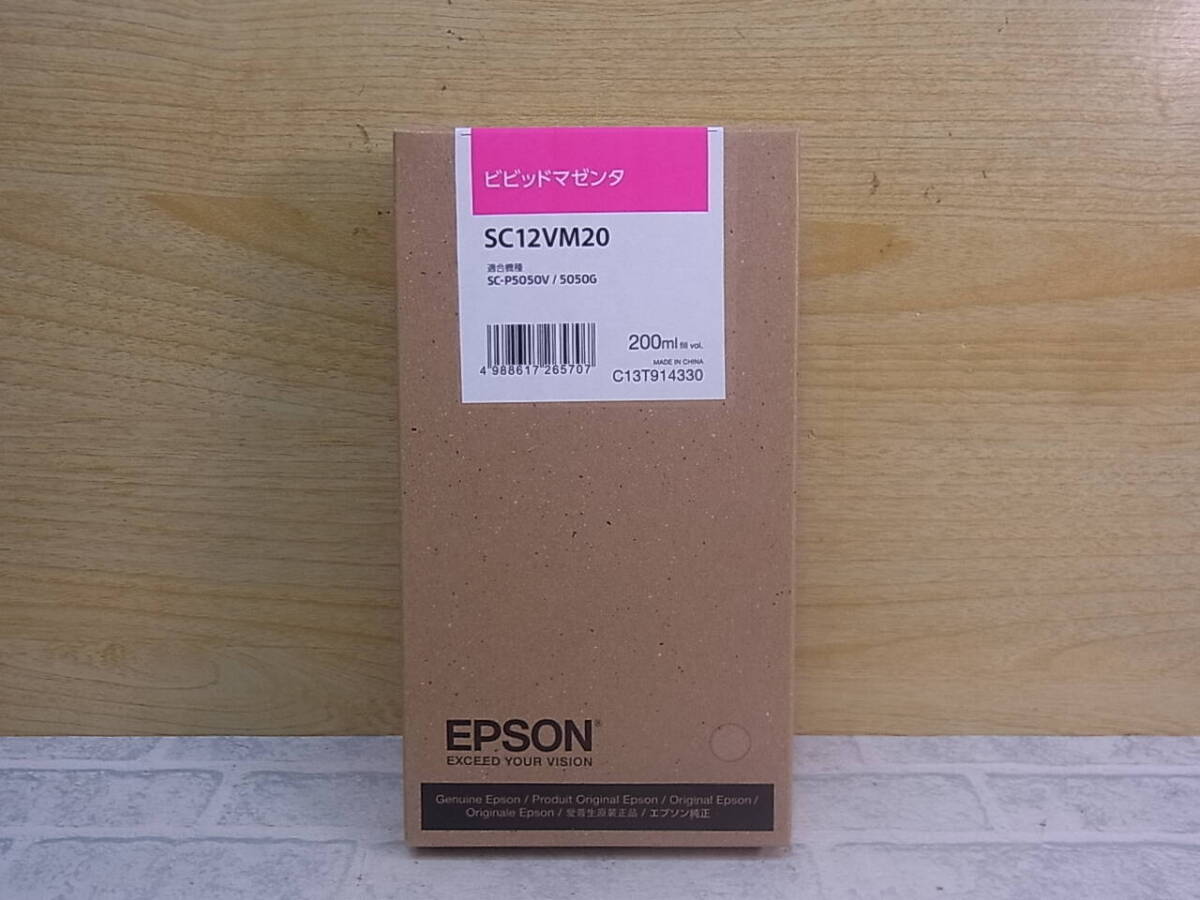 ビビッドマゼンタ
SC12VM20
適合機種
SC-P5050V / 5050G
4 988617 265707
200ml fill vol.
MADE IN CHINA
C13T914330
EPSON®
EXCEED YOUR VISION
Genuine Epson / Produit Original Epson / Original Epson /
Originale Epson / 爱普生原装正品 / エプソン純正